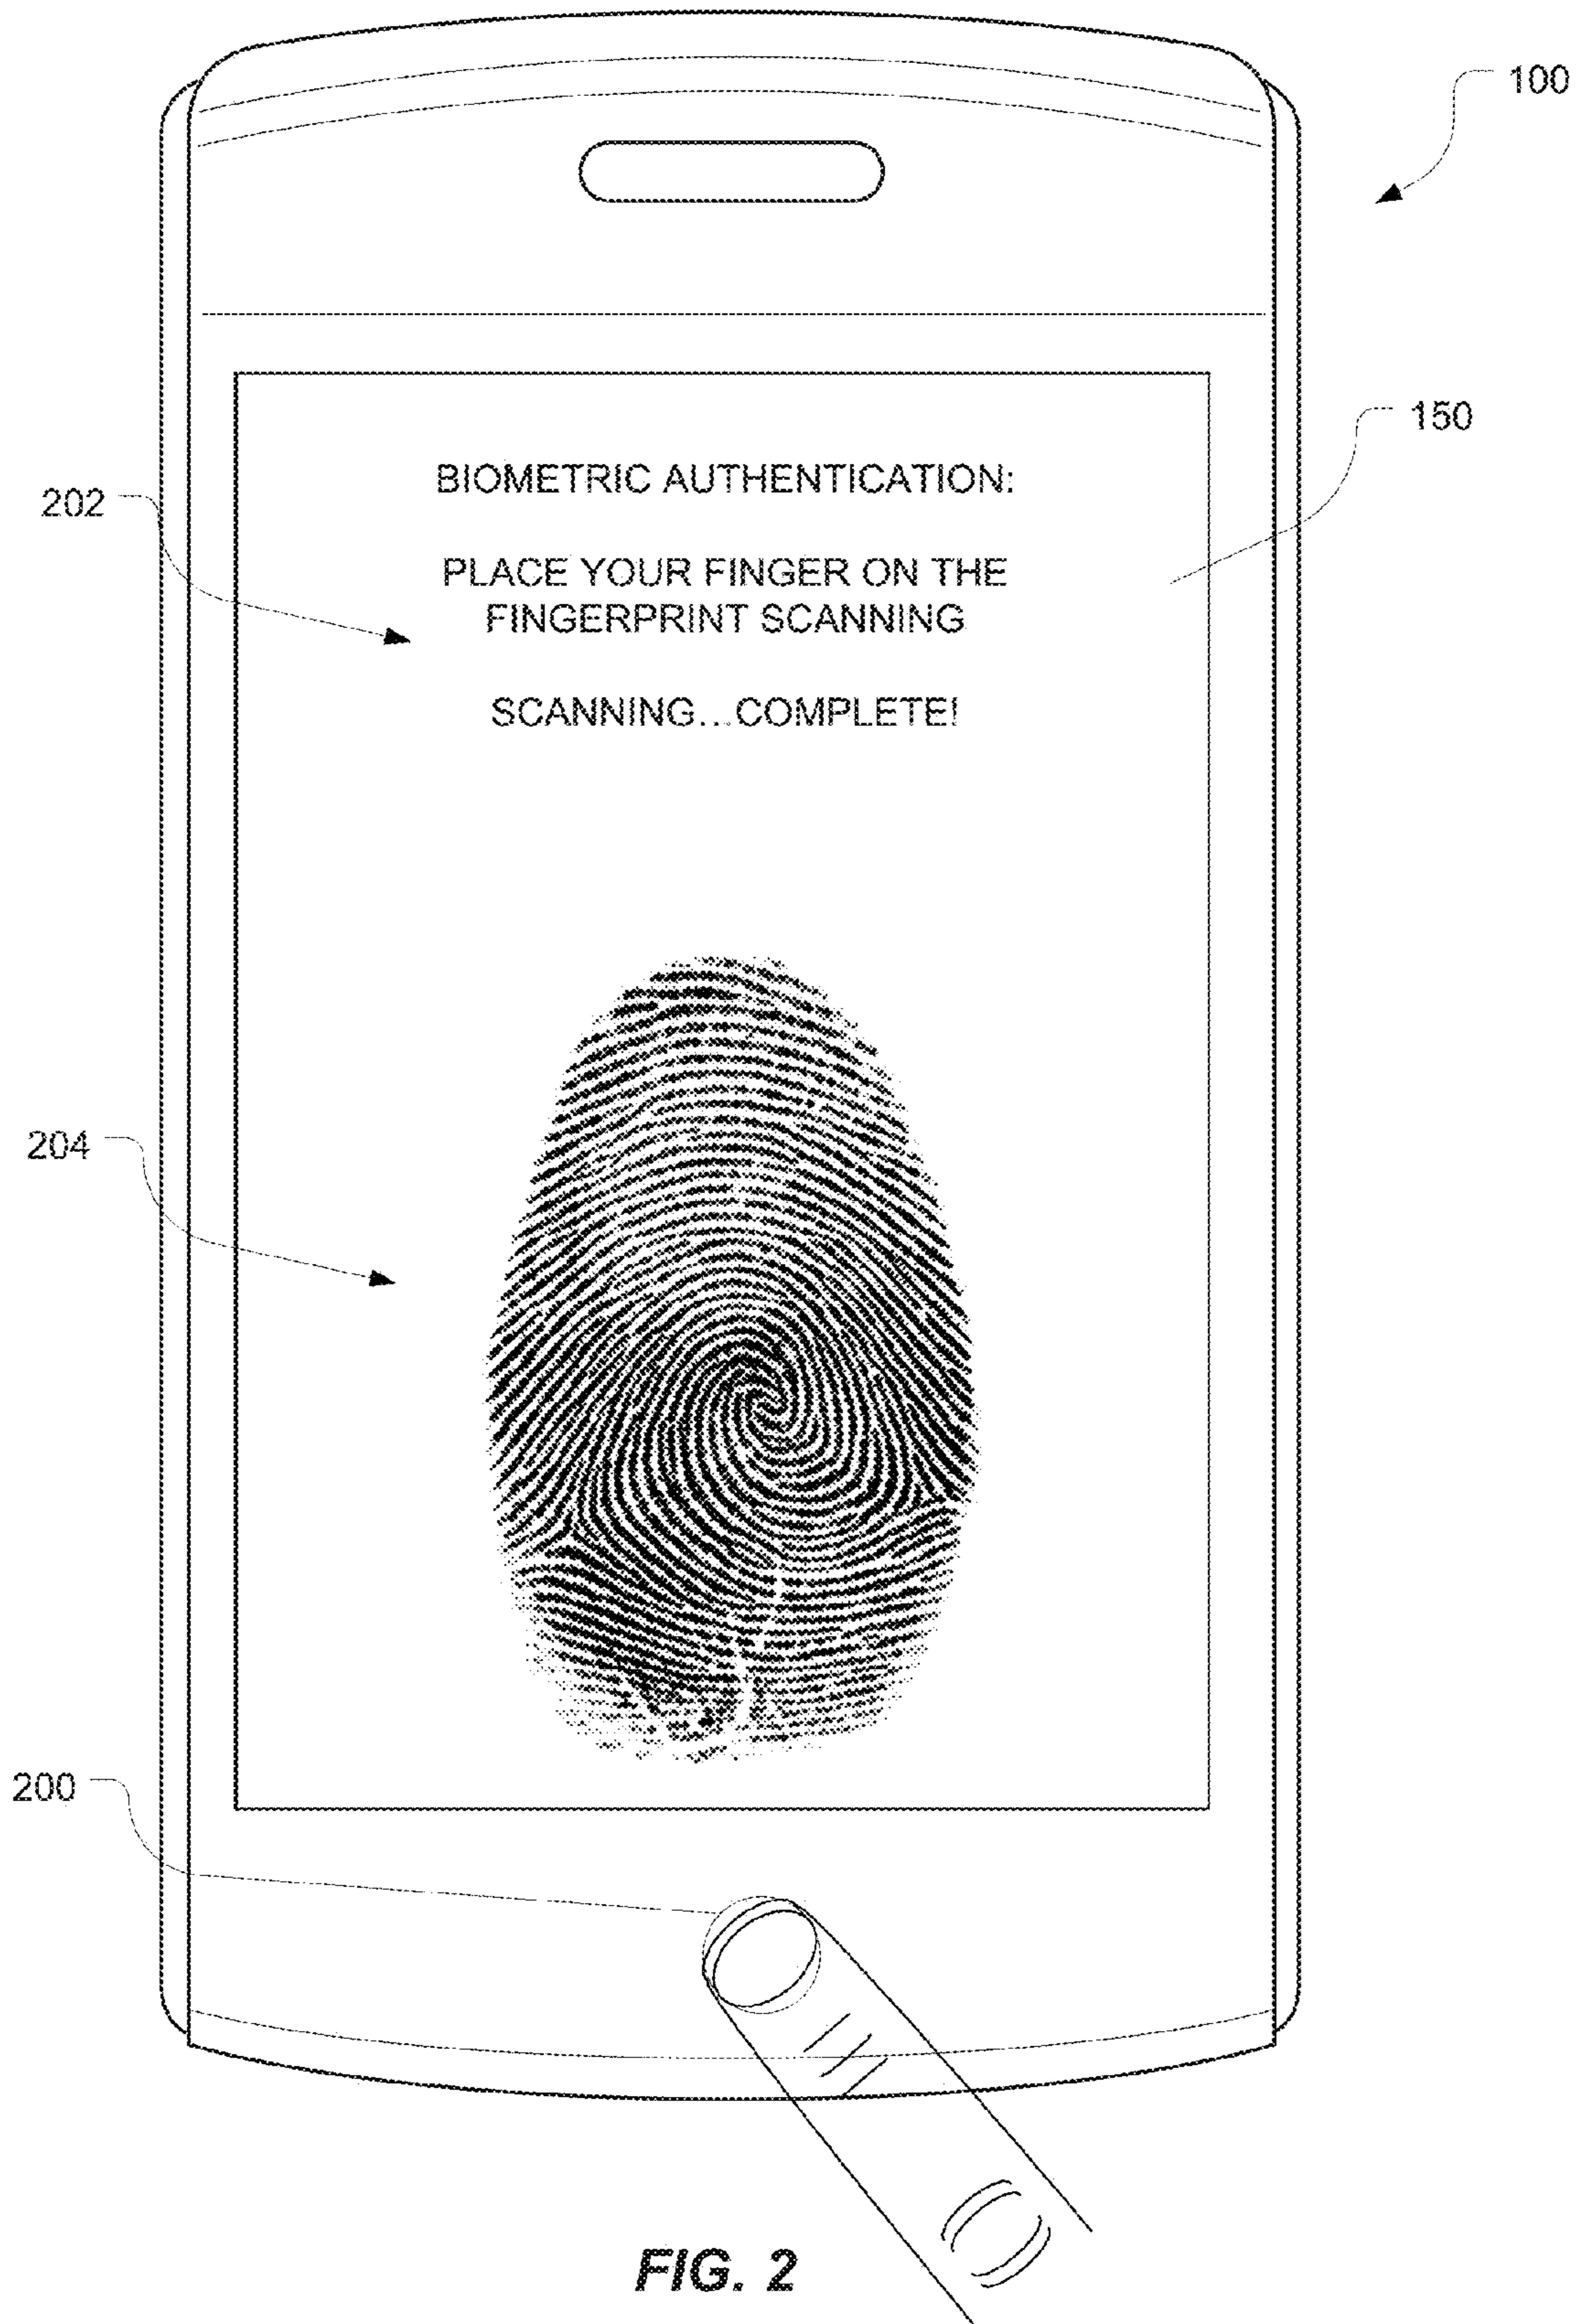 100
150
BIOMETRIC AUTHENTICATION:
202
PLACE YOUR FINGER ON THE
FINGERPRINT SCANNING
SCANNING...COMPLETE!
204
200
FIG. 2